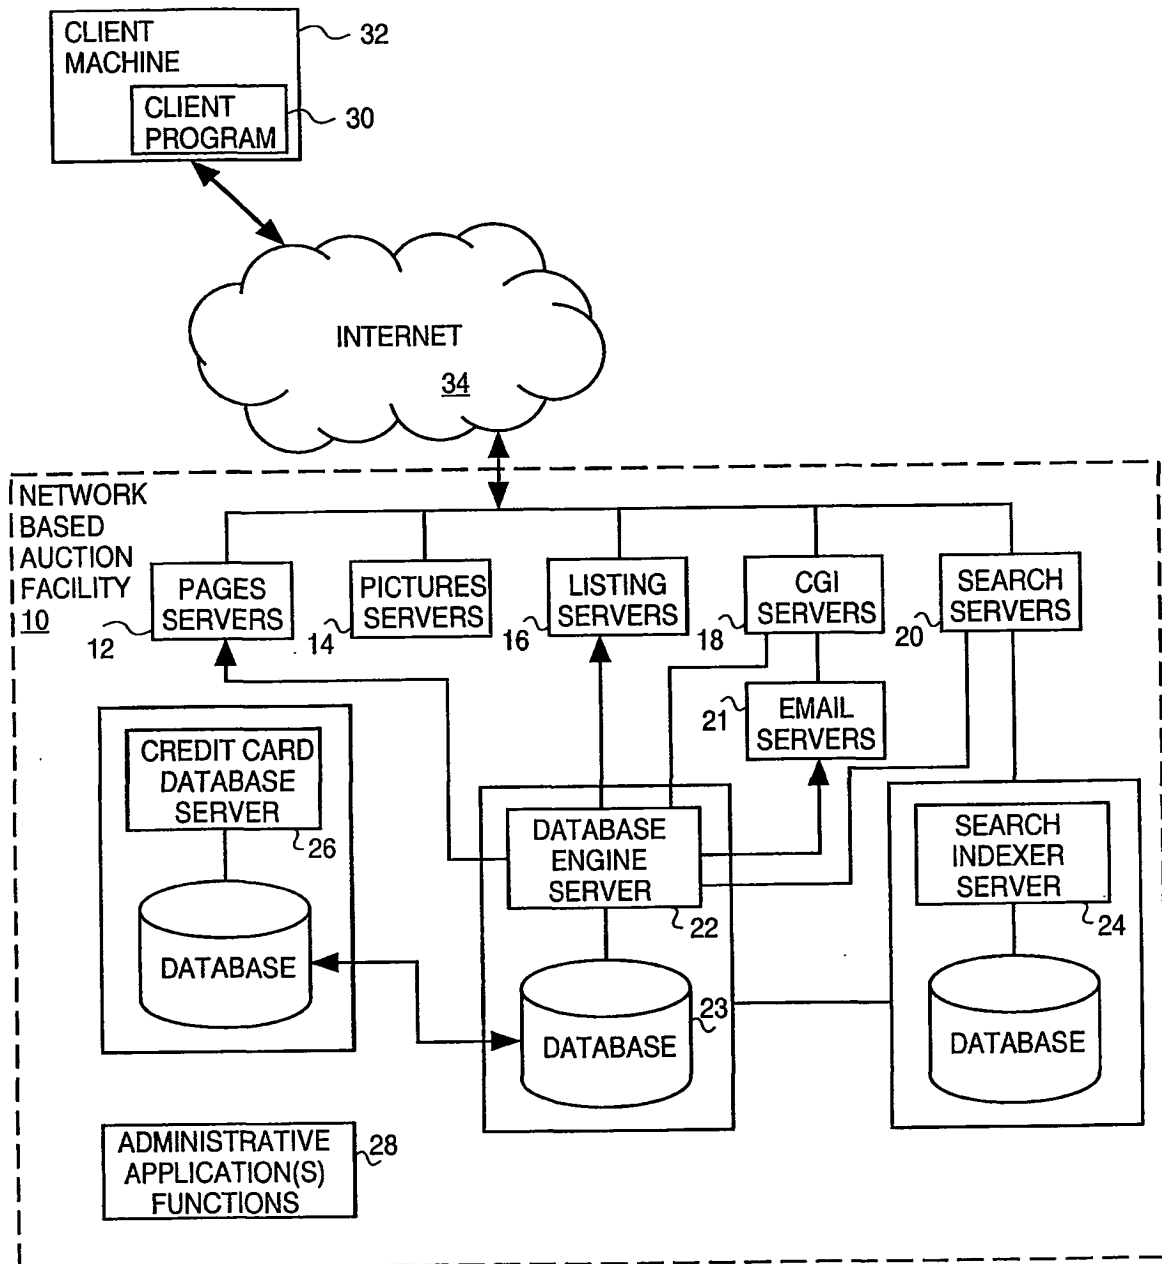 CLIENT
MACHINE
32
CLIENT
PROGRAM
30
INTERNET
34
NETWORK
BASED
AUCTION
FACILITY
10
PAGES
SERVERS
12
PICTURES
SERVERS
14
LISTING
SERVERS
16
CGI
SERVERS
18
SEARCH
SERVERS
20
EMAIL
SERVERS
21
CREDIT CARD
DATABASE
SERVER
26
DATABASE
DATABASE
ENGINE
SERVER
22
DATABASE
23
SEARCH
INDEXER
SERVER
24
DATABASE
ADMINISTRATIVE
APPLICATION(S)
FUNCTIONS
28